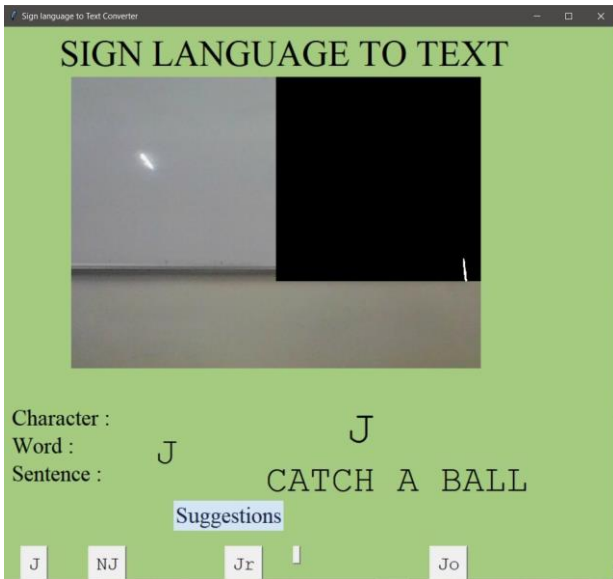 Sign language to Text Converter
SIGN LANGUAGE TO TEXT
Character :
J
Word :
J
Sentence :
CATCH A BALL
Suggestions
J NJ Jr Jo